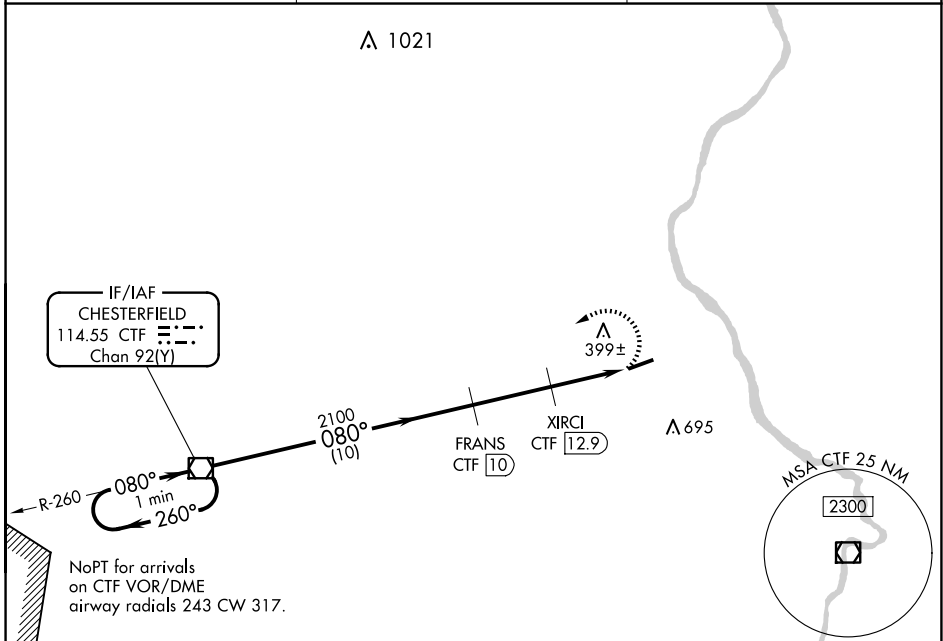 1021
IF/IAF
CHESTERFIELD
114.55 CTF
Chan 92(Y)
399±
2100
080°
(10)
FRANS
CTF 10
XIRCI
CTF 12.9
695
R-260
080°
1 min
260°
NoPT for arrivals
on CTF VOR/DME
airway radials 243 CW 317.
MSA CTF 25 NM
2300